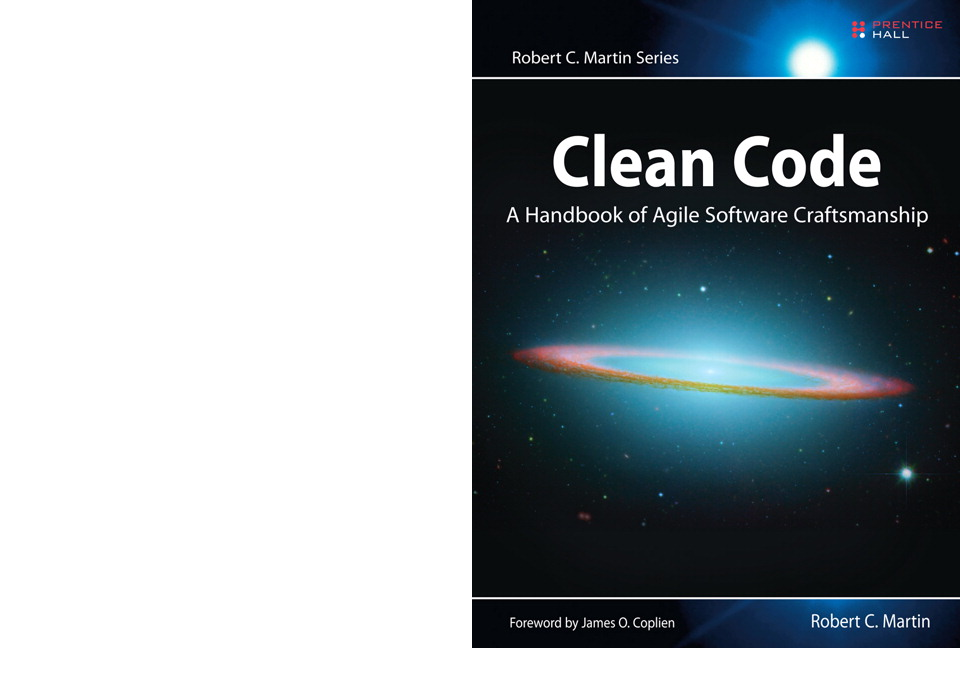 PRENTICE
HALL
Robert C. Martin Series
Clean Code
A Handbook of Agile Software Craftsmanship
Foreword by James O. Coplien
Robert C. Martin